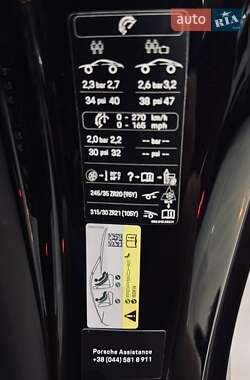 AUTO RIA
2,3 bar 2,7 2,6 bar 3,2
34 psi 40 38 psi 47
0 - 270 km/h
0 - 165 mph
2,0 bar 2,2 -- bar --
30 psi 32 -- psi --
245/35 ZR20 (95Y)
315/30 ZR21 (105Y)
Porsche Assistance
+38 (044) 581 8 911